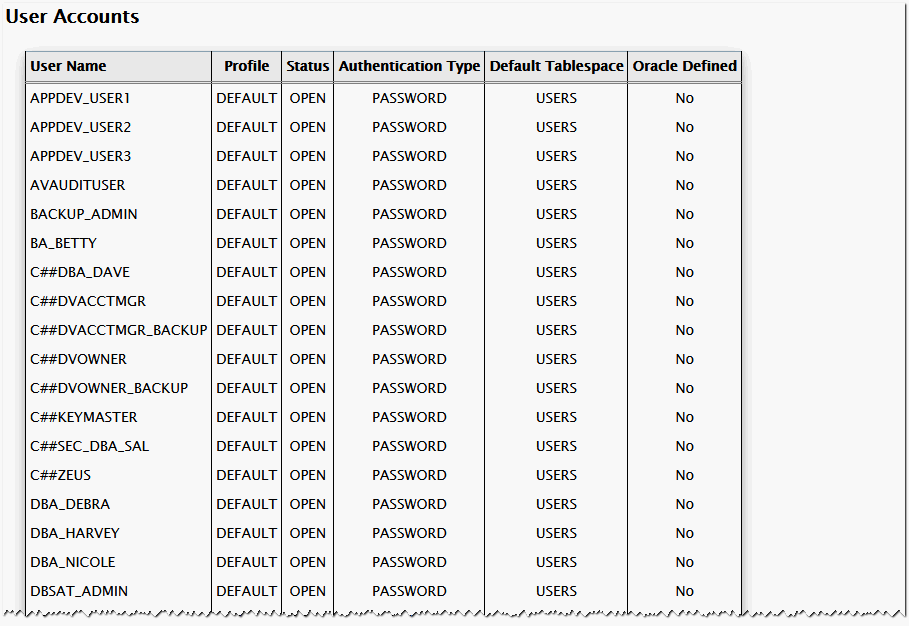 User Accounts
User Name Profile Status Authentication Type Default Tablespace Oracle Defined
APPDEV_USER1 DEFAULT OPEN PASSWORD USERS No
APPDEV_USER2 DEFAULT OPEN PASSWORD USERS No
APPDEV_USER3 DEFAULT OPEN PASSWORD USERS No
AVAUDITUSER DEFAULT OPEN PASSWORD USERS No
BACKUP_ADMIN DEFAULT OPEN PASSWORD USERS No
BA_BETTY DEFAULT OPEN PASSWORD USERS No
C##DBA_DAVE DEFAULT OPEN PASSWORD USERS No
C##DVACCTMGR DEFAULT OPEN PASSWORD USERS No
C##DVACCTMGR_BACKUP DEFAULT OPEN PASSWORD USERS No
C##DVOWNER DEFAULT OPEN PASSWORD USERS No
C##DVOWNER_BACKUP DEFAULT OPEN PASSWORD USERS No
C##KEYMASTER DEFAULT OPEN PASSWORD USERS No
C##SEC_DBA_SAL DEFAULT OPEN PASSWORD USERS No
C##ZEUS DEFAULT OPEN PASSWORD USERS No
DBA_DEBRA DEFAULT OPEN PASSWORD USERS No
DBA_HARVEY DEFAULT OPEN PASSWORD USERS No
DBA_NICOLE DEFAULT OPEN PASSWORD USERS No
DBSAT_ADMIN DEFAULT OPEN PASSWORD USERS No